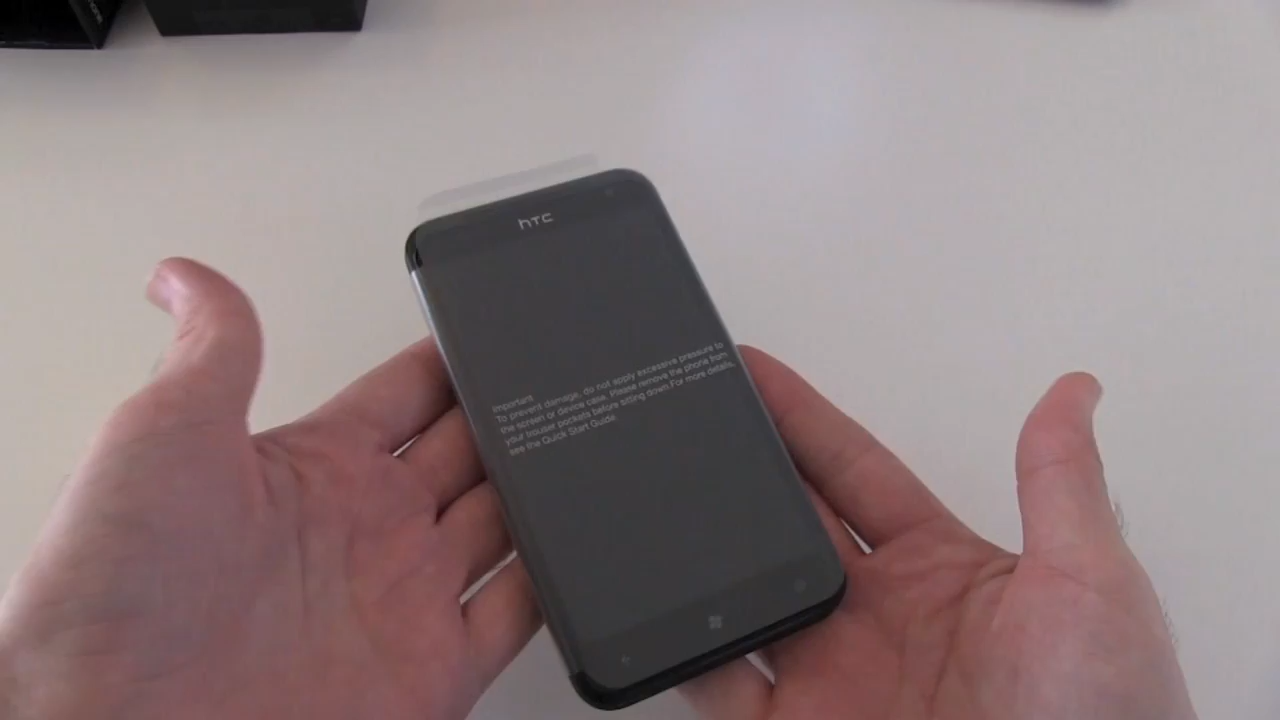 hTC
Important
To prevent damage, do not apply excessive pressure to
the screen or device case. Please remove the phone from
your trouser pockets before sitting down.For more details,
see the Quick Start Guide.